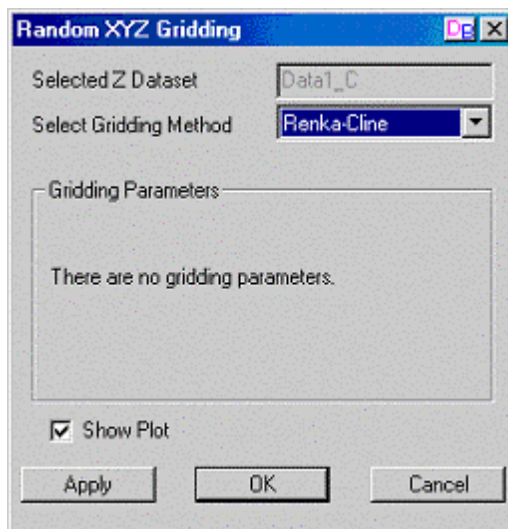 Random XYZ Gridding DB
Selected Z Dataset Data1_C
Select Gridding Method Renka-Cline
Gridding Parameters
There are no gridding parameters.
Show Plot
Apply OK Cancel